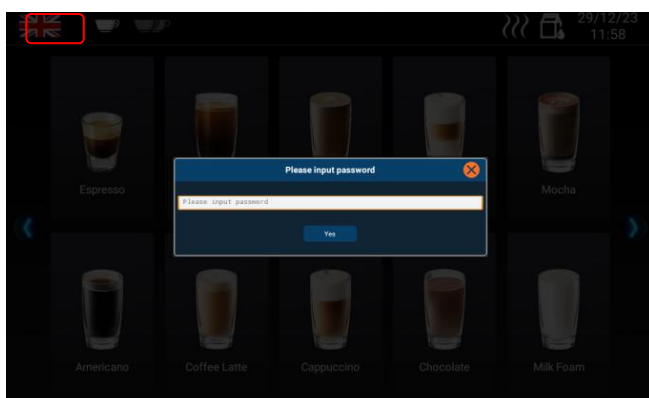 29/12/23
11:58
Please input password
Please input password
Yes
Espresso
Mocha
Americano
Coffee Latte
Cappuccino
Chocolate
Milk Foam